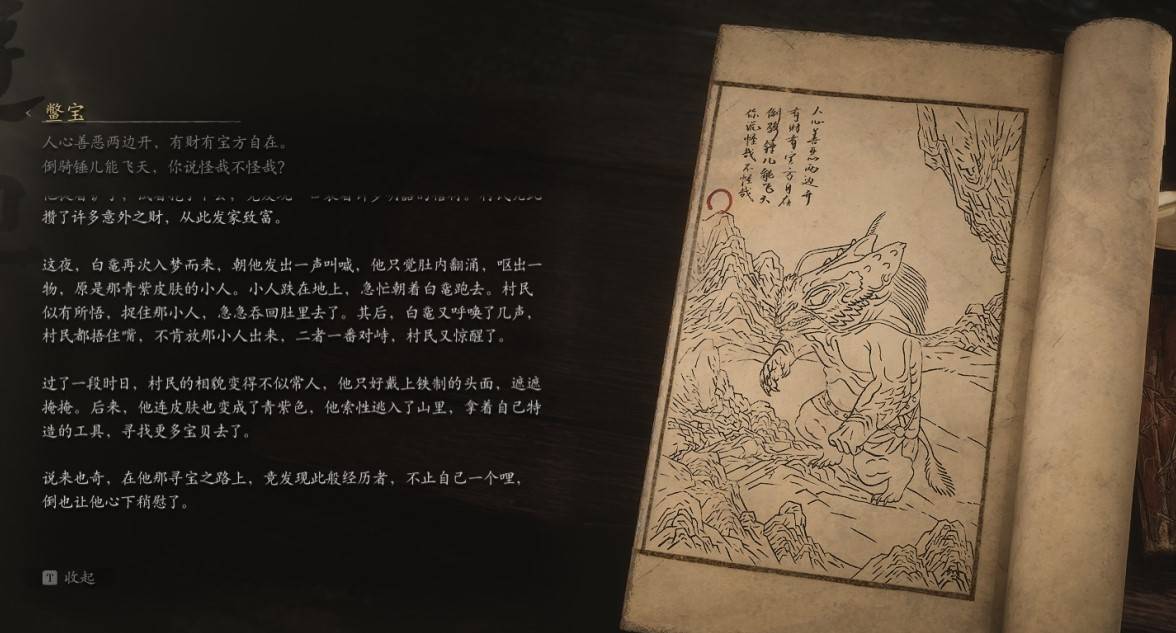 鳖宝
人心善恶两边开，有财有宝方自在。
倒骑锤儿能飞天，你说怪哉不怪哉？
攒了许多意外之财，从此发家致富。
这夜，白鼋再次入梦而来，朝他发出一声叫喊，他只觉肚内翻涌，呕出一
物，原是那青紫皮肤的小人。小人跌在地上，急忙朝着白鼋跑去。村民
似有所悟，捉住那小人，急急吞回肚里去了。其后，白鼋又呼唤了几声，
村民都捂住嘴，不肯放那小人出来，二者一番对峙，村民又惊醒了。
过了一段时日，村民的相貌变得不似常人，他只好戴上铁制的头面，遮遮
掩掩。后来，他连皮肤也变成了青紫色，他索性逃入了山里，拿着自己特
造的工具，寻找更多宝贝去了。
说来也奇，在他那寻宝之路上，竟发现此般经历者，不止自己一个哩，
倒也让他心下稍慰了。
T 收起
人心善恶两边开
有财有宝方自在
倒骑锤儿能飞天
你说怪哉不怪哉